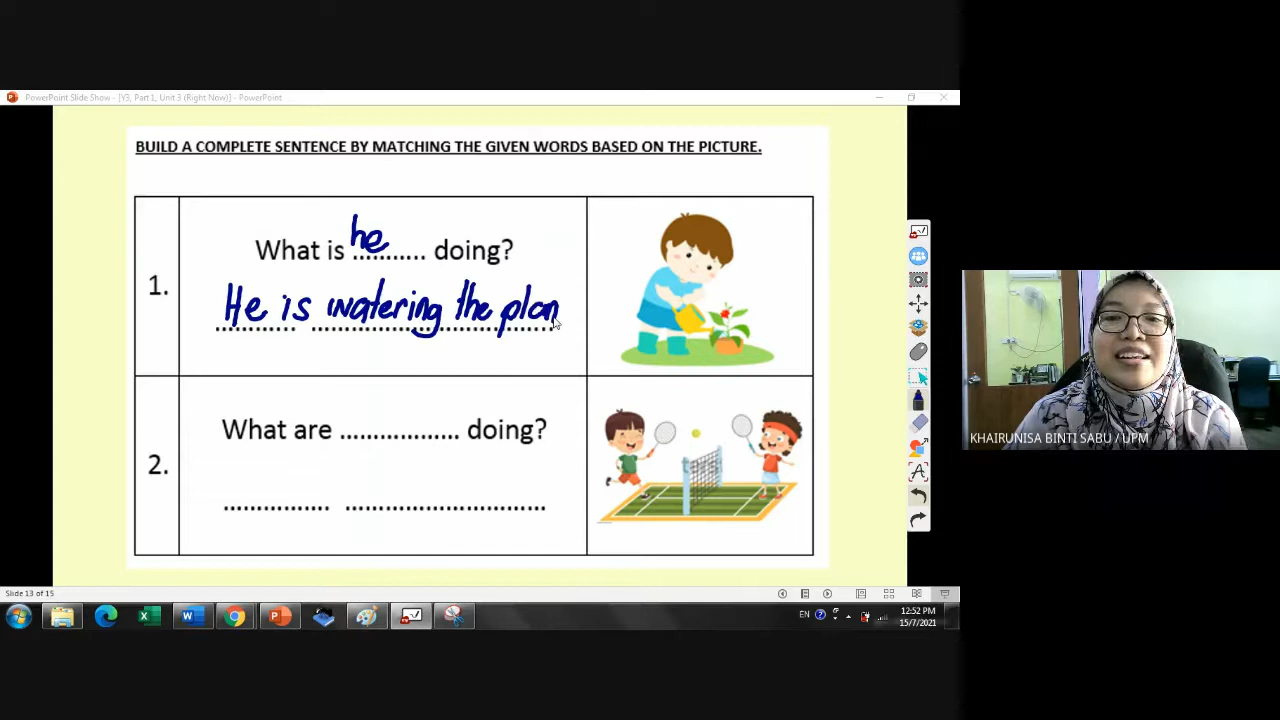 PowerPoint Slide Show - [Y3, Part 1, Unit 3 (Right Now)] - PowerPoint
BUILD A COMPLETE SENTENCE BY MATCHING THE GIVEN WORDS BASED ON THE PICTURE.
1.
What is he ........... doing?
He is watering the plan
2.
What are .................. doing?
............... .............................
KHAIRUNISA BINTI SABU / UPM
Slide 13 of 15
EN
12:52 PM
15/7/2021